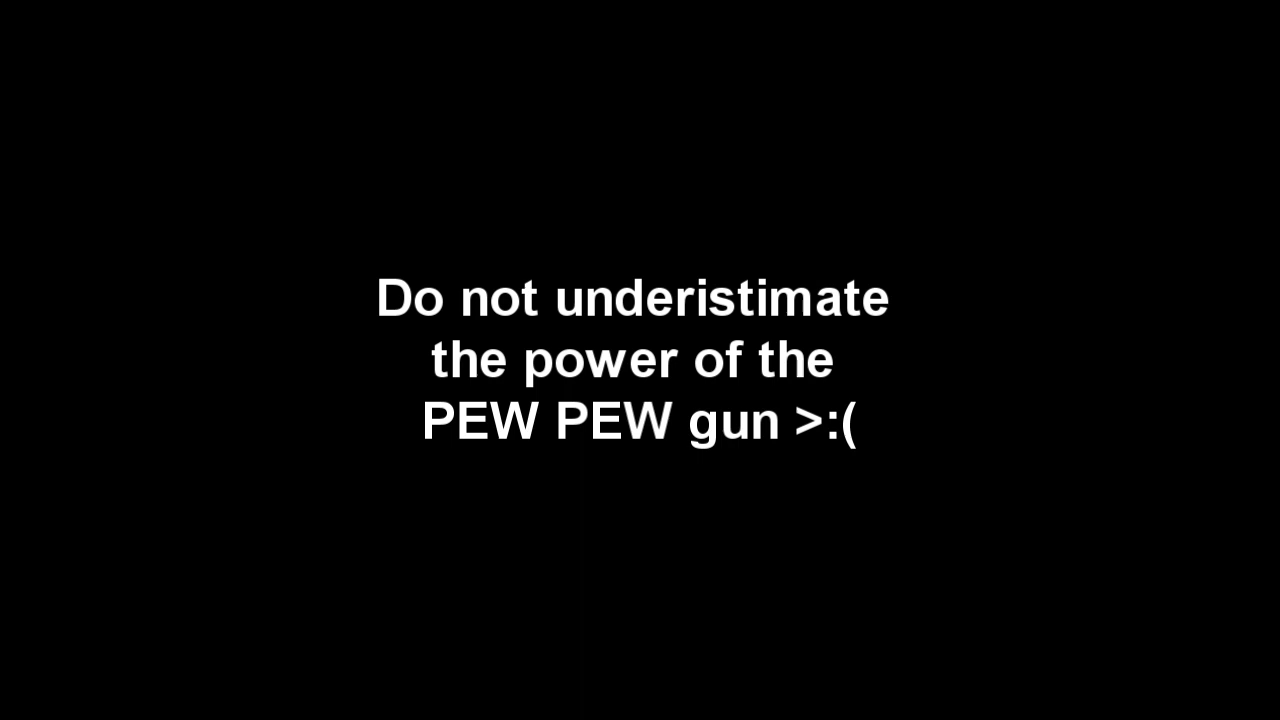 Do not underistimate
the power of the
PEW PEW gun >:(